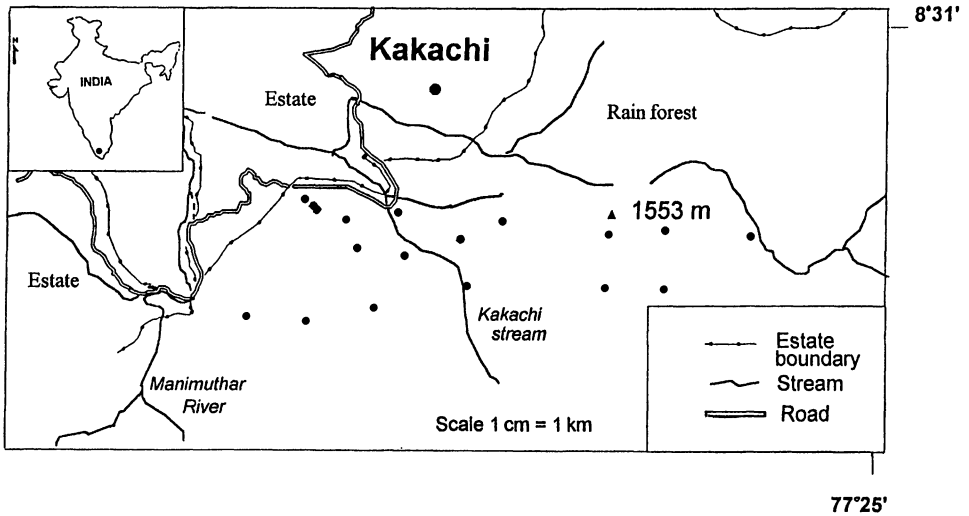 8°31'
N
INDIA
Kakachi
Estate
Rain forest
1553 m
Estate
Kakachi
stream
Manimuthar
River
Scale 1 cm = 1 km
Estate
boundary
Stream
Road
77°25'